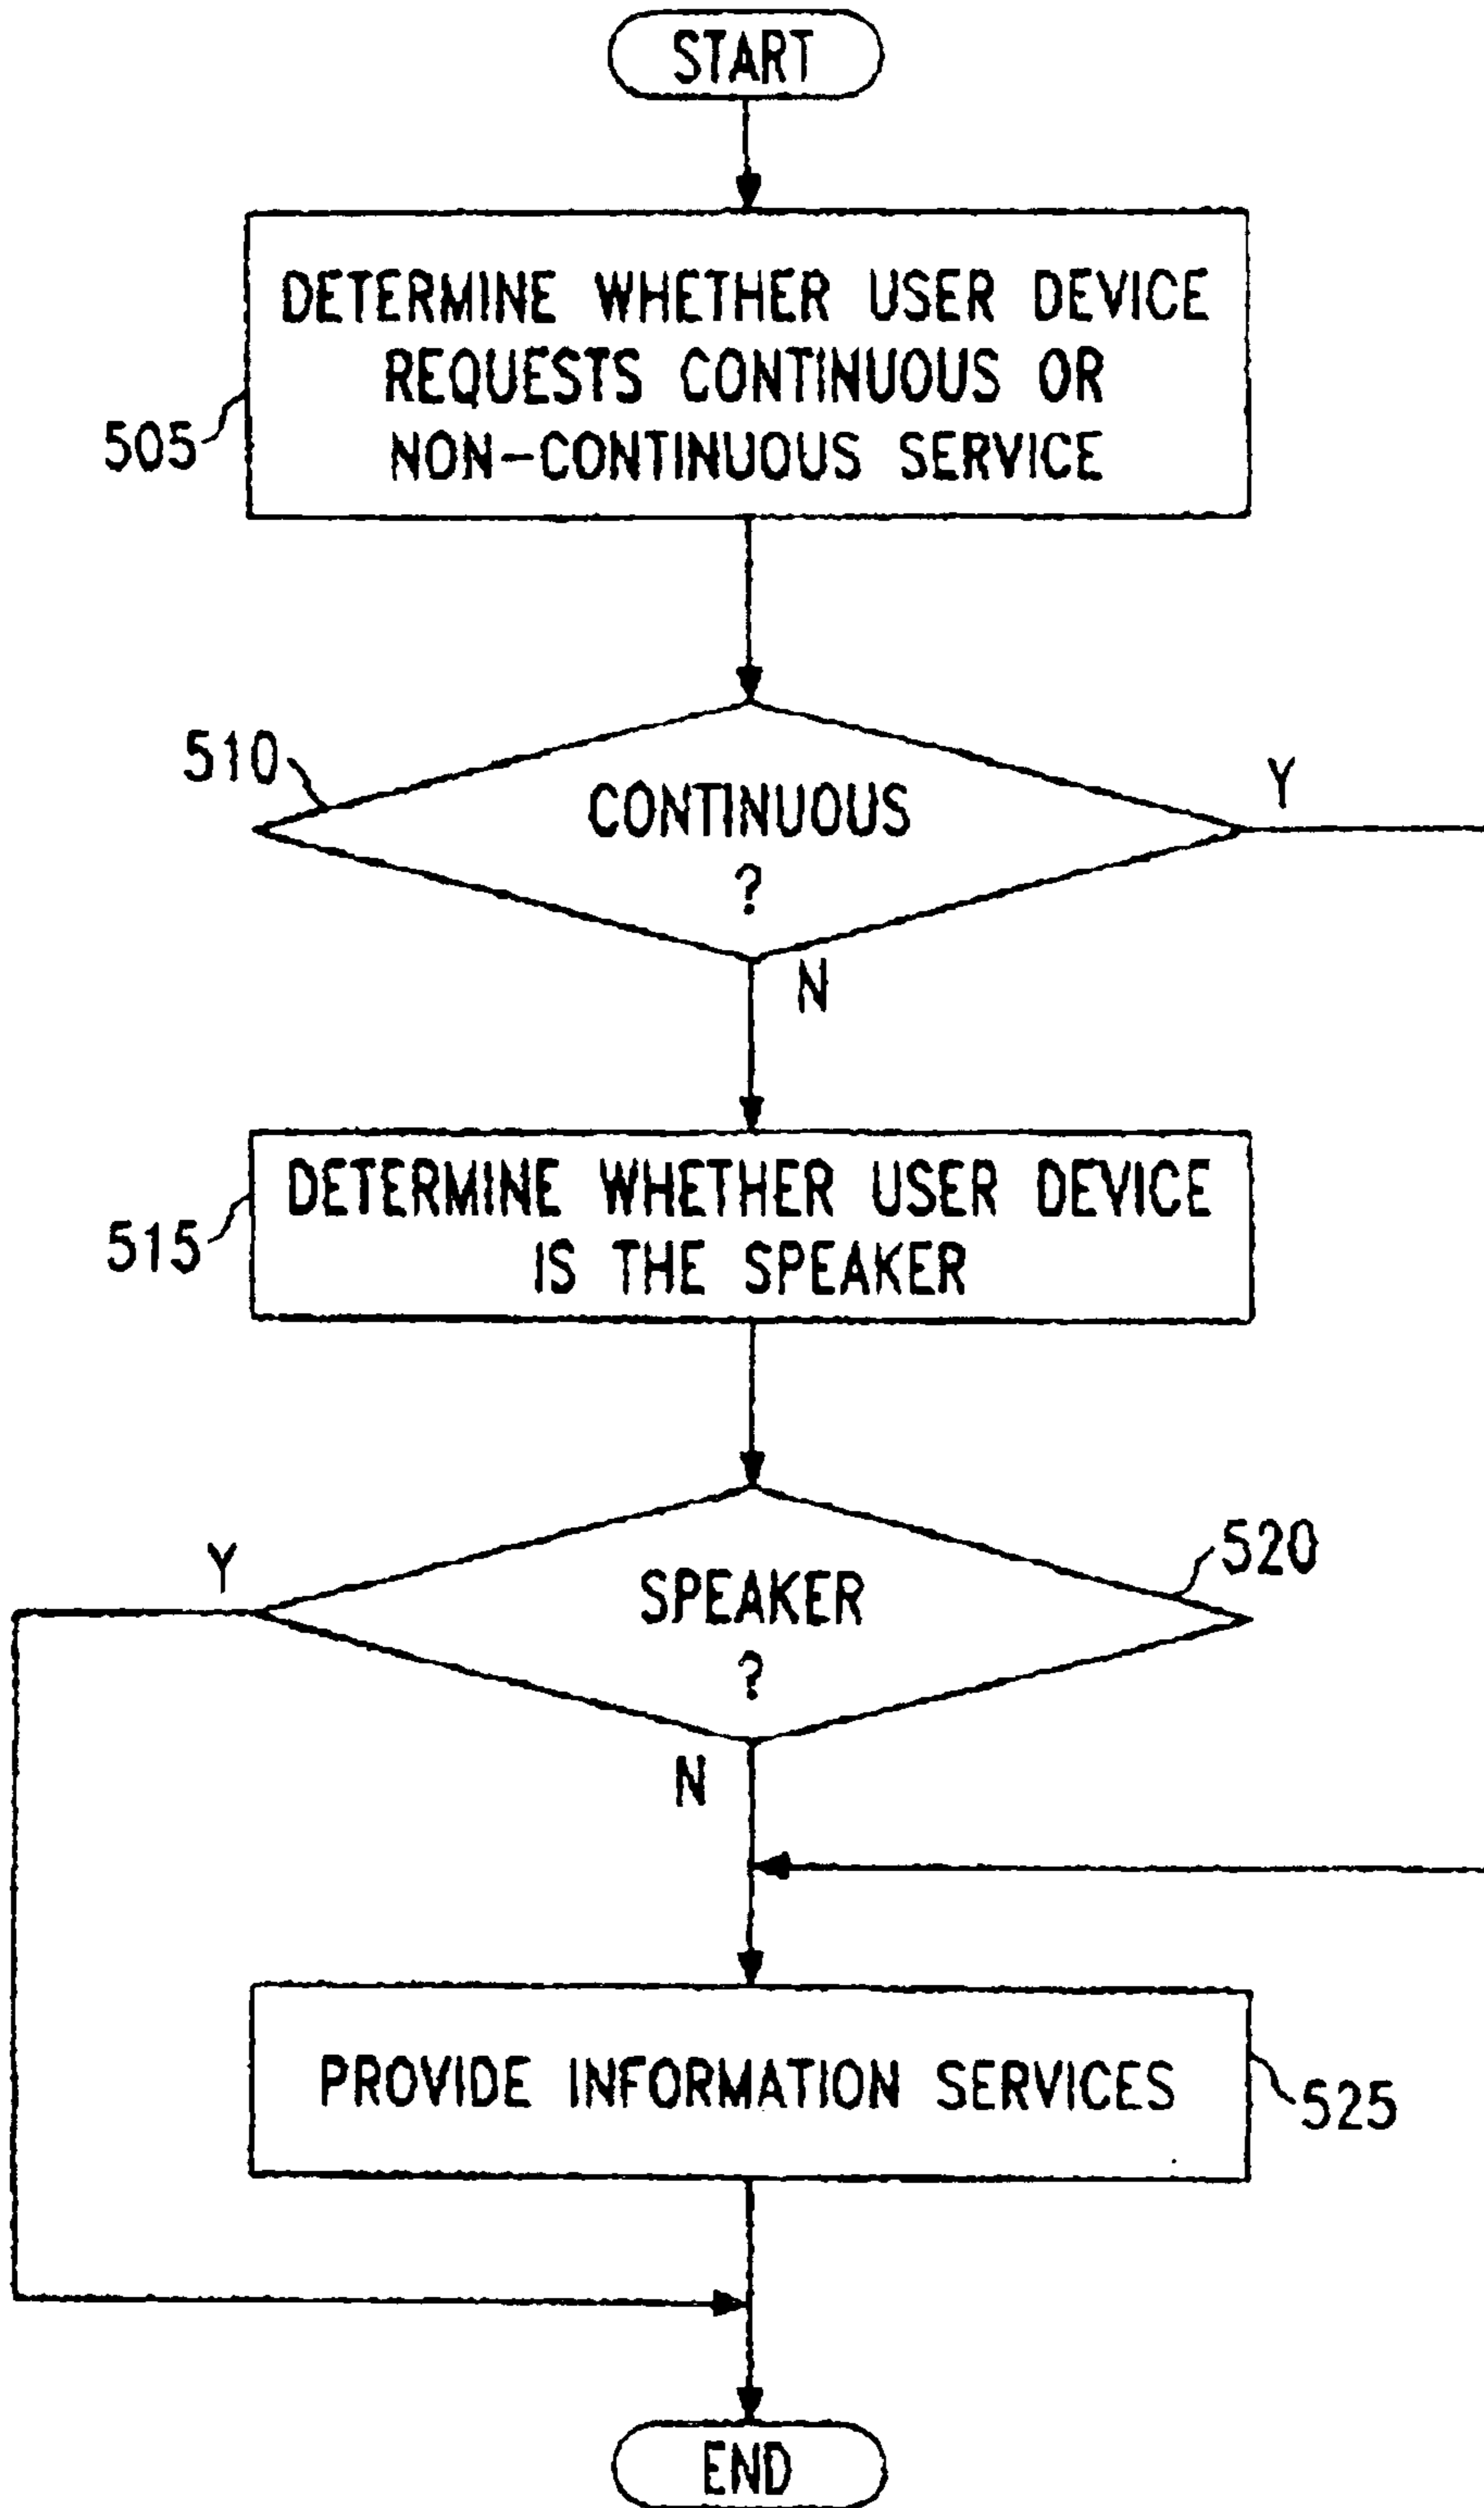 START
DETERMINE WHETHER USER DEVICE
REQUESTS CONTINUOUS OR
NON-CONTINUOUS SERVICE
505
510
CONTINUOUS
?
Y
N
DETERMINE WHETHER USER DEVICE
IS THE SPEAKER
515
520
Y
SPEAKER
?
N
PROVIDE INFORMATION SERVICES
525
END